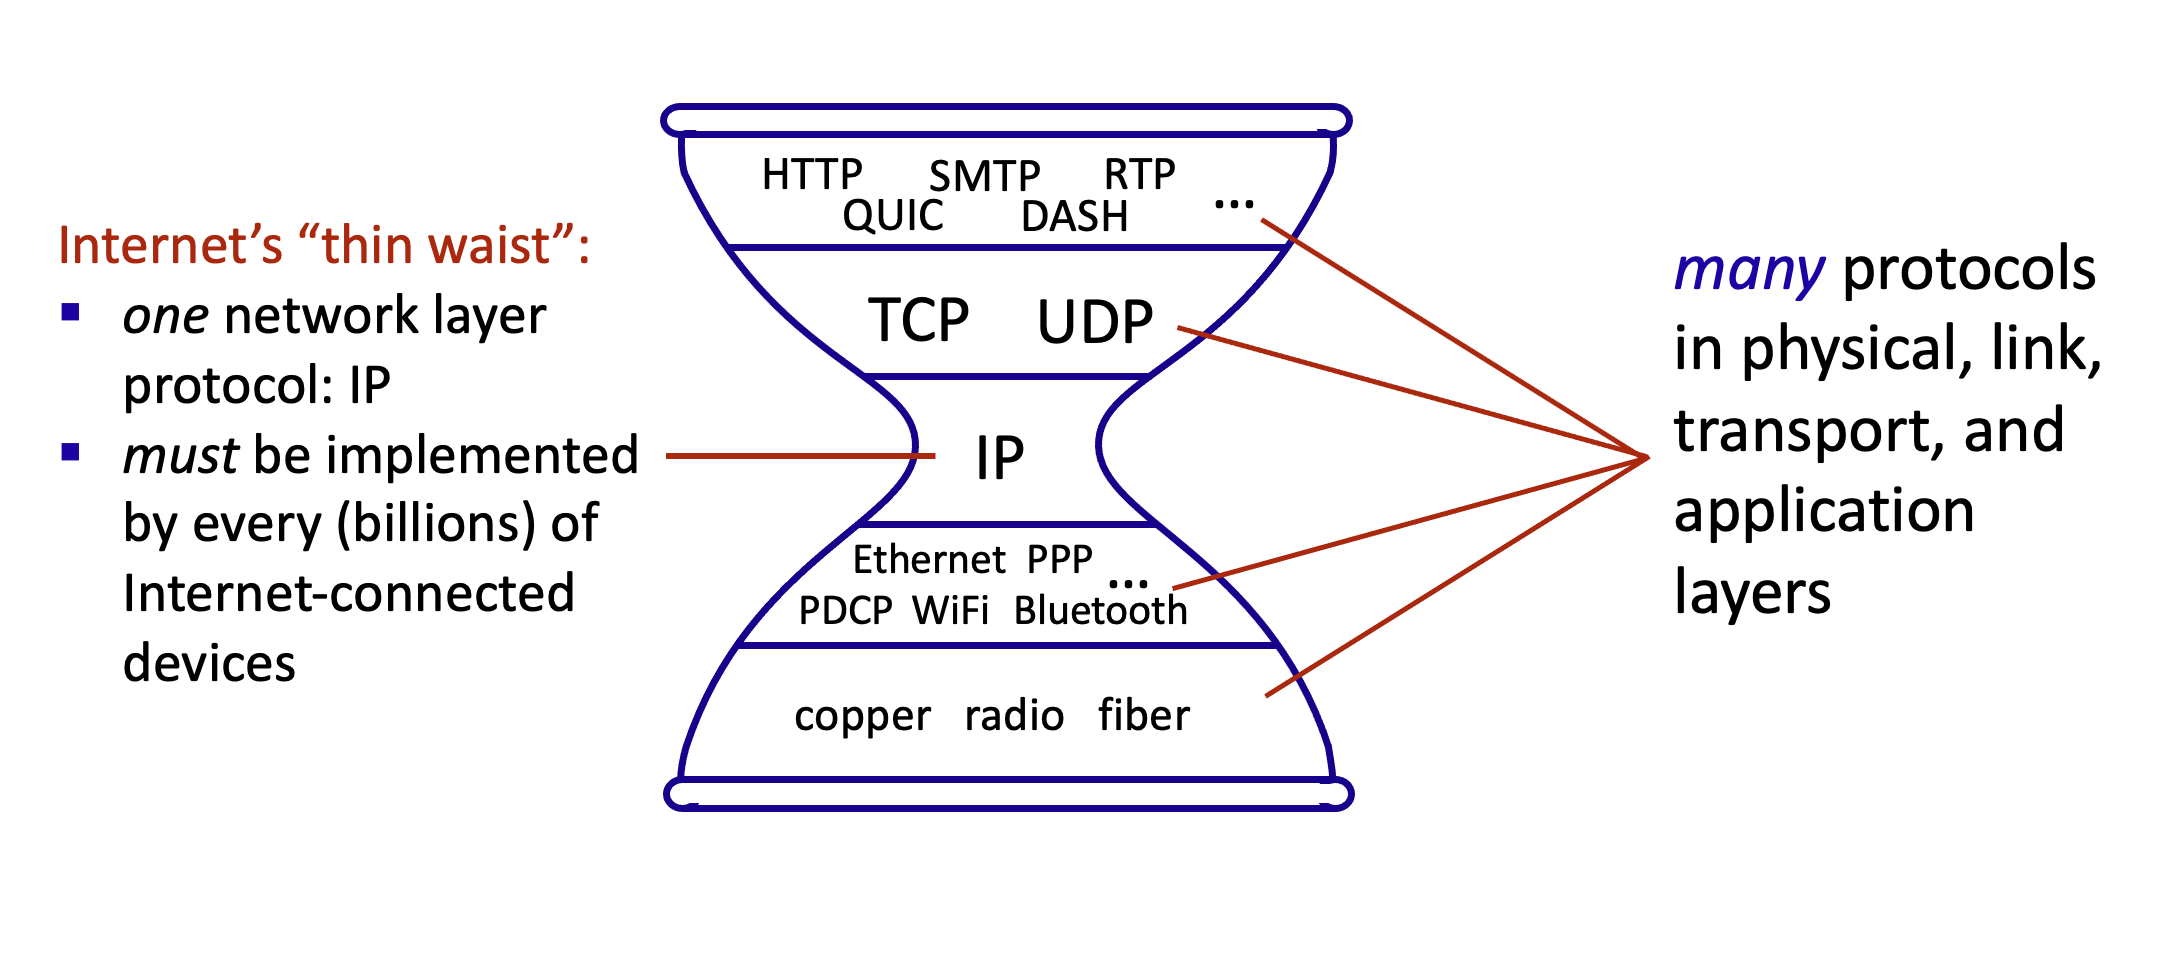 Internet’s “thin waist”:
▪ one network layer
protocol: IP
▪ must be implemented
by every (billions) of
Internet-connected
devices
HTTP SMTP RTP
QUIC DASH ...
TCP UDP
IP
Ethernet PPP ...
PDCP WiFi Bluetooth
copper radio fiber
many protocols
in physical, link,
transport, and
application
layers